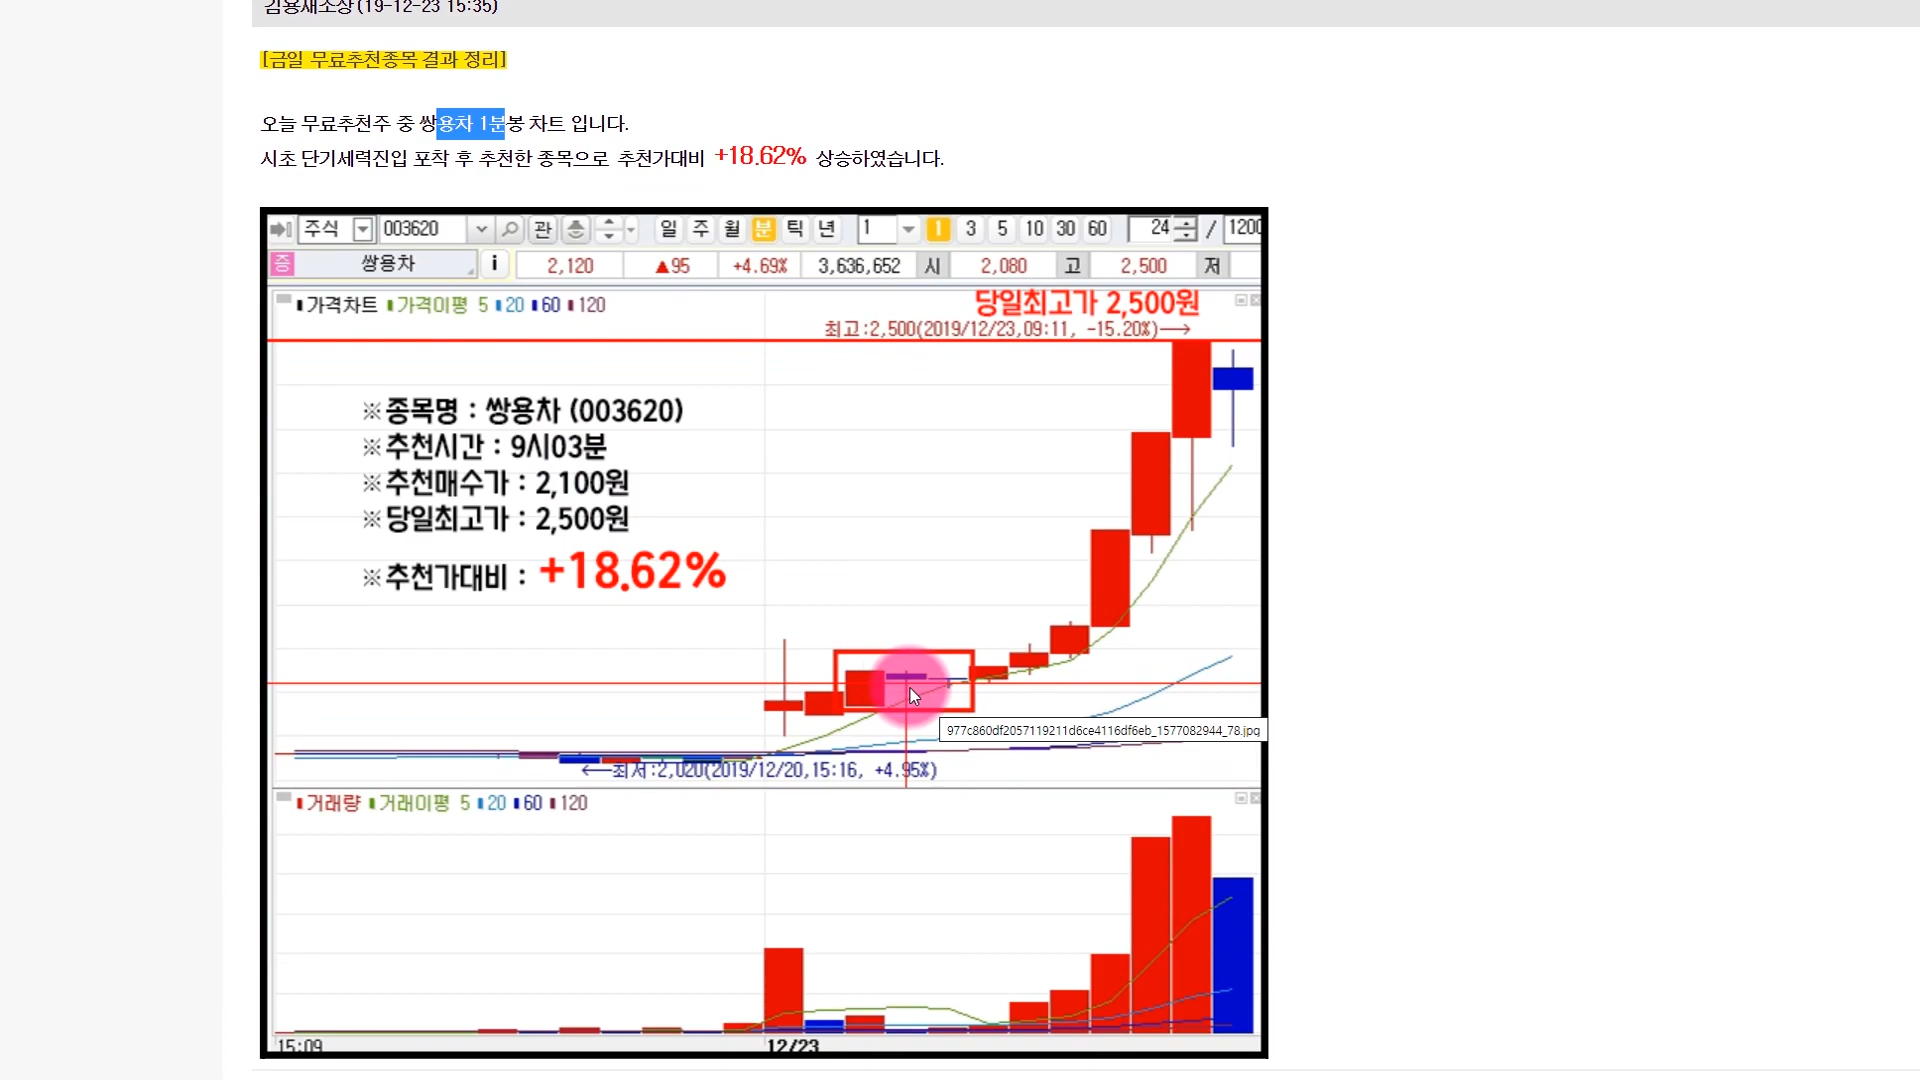 김용재소장(19-12-23 15:35)
[금일 무료추천종목 결과 정리]
오늘 무료추천주 중 쌍용차 1분봉 차트 입니다.
시초 단기세력진입 포착 후 추천한 종목으로 추천가대비 +18.62% 상승하였습니다.
주식 003620 관 일 주 월 분 틱 년 1 1 3 5 10 30 60 24 / 1200
증 쌍용차 i 2,120 ▲95 +4.69% 3,636,652 시 2,080 고 2,500 저
가격차트 가격이평 5 20 60 120
당일최고가 2,500원
최고:2,500(2019/12/23,09:11, -15.20%)→
※종목명 : 쌍용차 (003620)
※추천시간 : 9시03분
※추천매수가 : 2,100원
※당일최고가 : 2,500원
※추천가대비 : +18.62%
977c860df2057119211d6ce4116df6eb_1577082944_78.jpg
←최저:2,020(2019/12/20,15:16, +4.95%)
거래량 거래이평 5 20 60 120
15:09 12/23